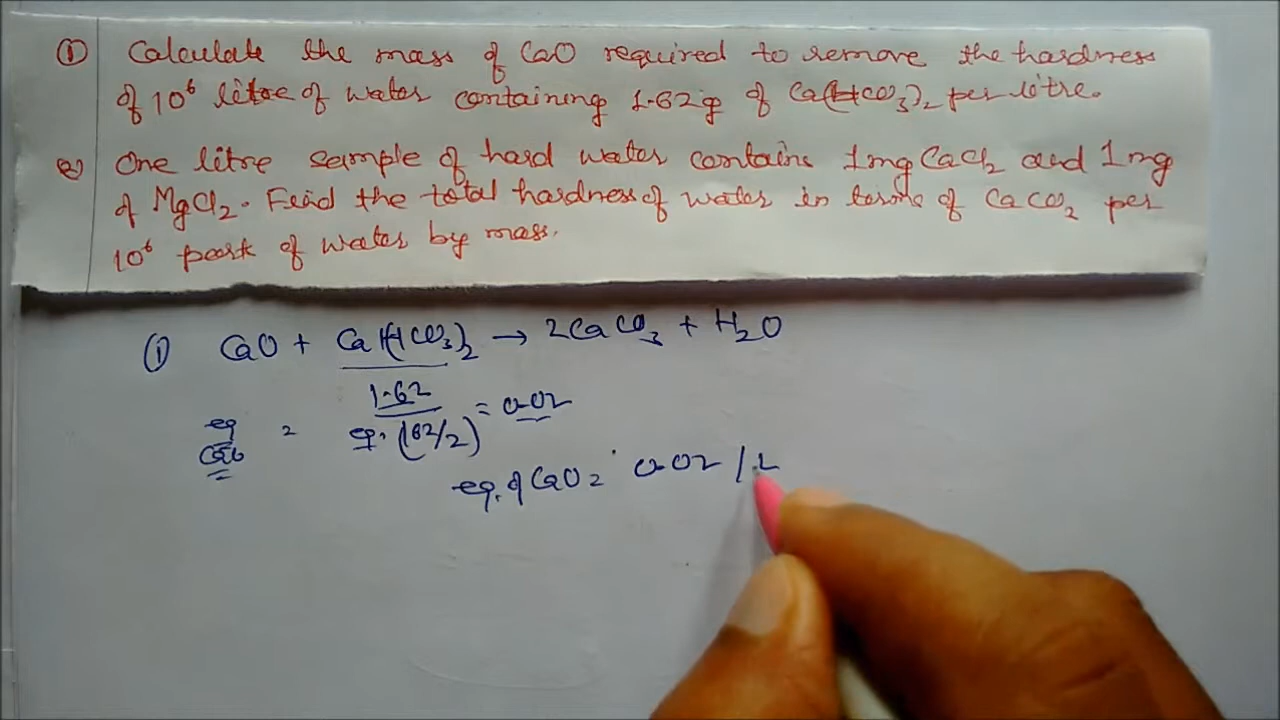 ① Calculate the mass of CaO required to remove the hardness
of 10⁶ litre of water containing 1.62g of Ca(HCO₃)₂ per litre.
② One litre sample of hard water contains 1mg CaCl₂ and 1mg
of MgCl₂. Find the total hardness of water in terms of CaCO₂ per
10⁶ part of water by mass.
① CaO + Ca(HCO₃)₂ → 2CaCO₃ + H₂O
eq CaO = 1.62 / eq. (162/2) = 0.02
eq. of CaO = 0.02 / L